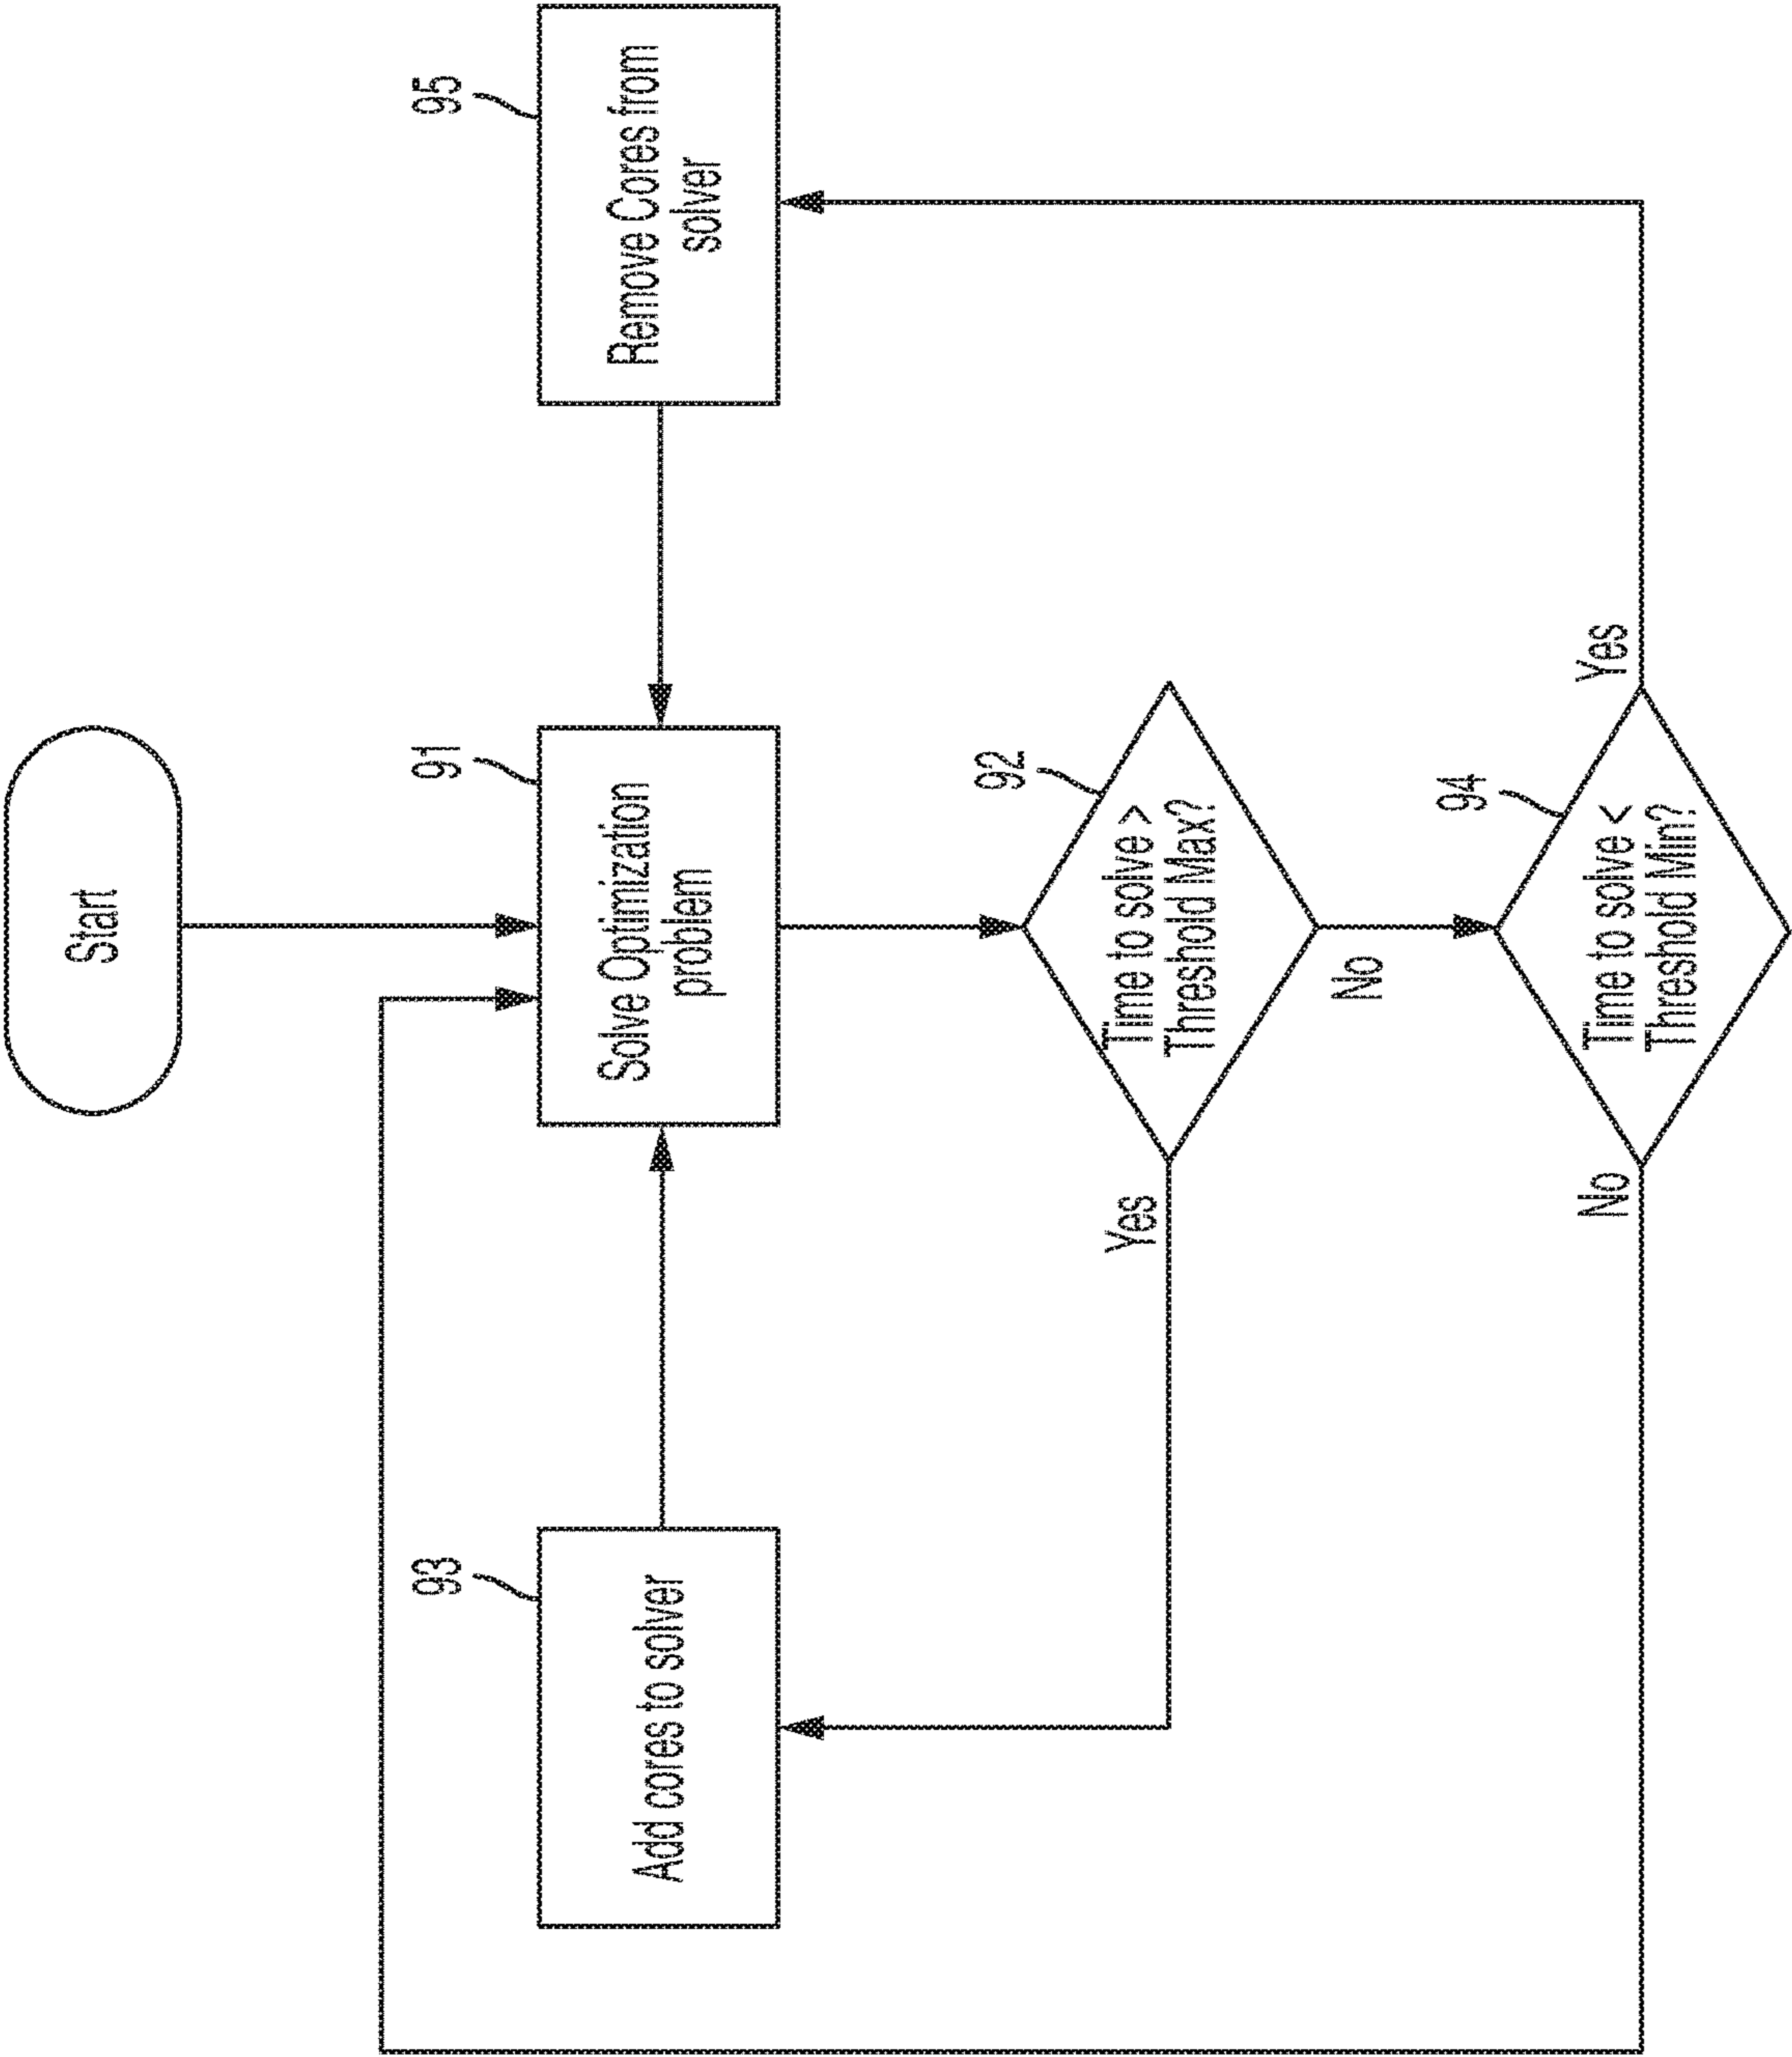 Start
91
Solve Optimization
problem
93
Add cores to solver
95
Remove Cores from
solver
92
Time to solve >
Threshold Max?
Yes
No
94
Time to solve <
Threshold Min?
No
Yes